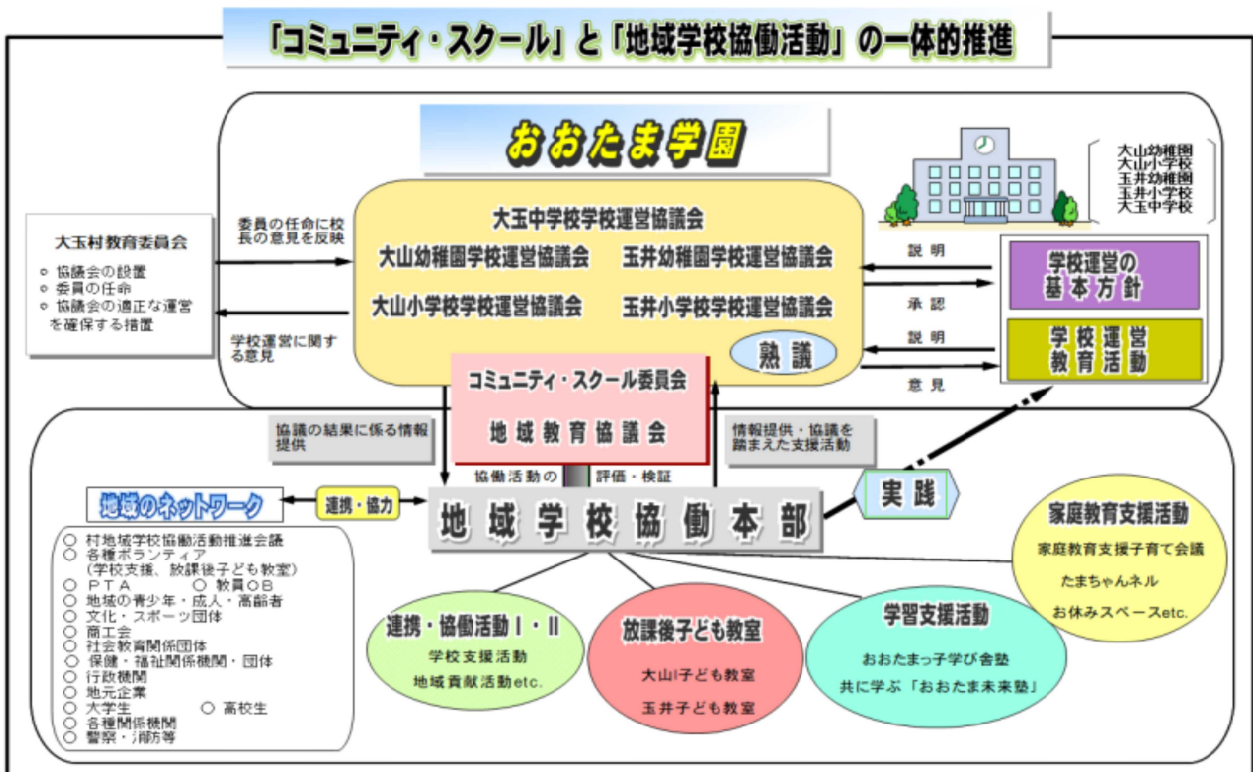 「コミュニティ・スクール」と「地域学校協働活動」の一体的推進
おおたま学園
大山幼稚園
大山小学校
玉井幼稚園
玉井小学校
大玉中学校
大玉村教育委員会
○ 協議会の設置
○ 委員の任命
○ 協議会の適正な運営
を確保する措置
委員の任命に校
長の意見を反映
学校運営に関す
る意見
大玉中学校学校運営協議会
大山幼稚園学校運営協議会
玉井幼稚園学校運営協議会
大山小学校学校運営協議会
玉井小学校学校運営協議会
熟議
説明
承認
説明
意見
学校運営の
基本方針
学校運営
教育活動
コミュニティ・スクール委員会
地域教育協議会
協議の結果に係る情報
提供
情報提供・協議を
踏まえた支援活動
協働活動の 評価・検証
地域のネットワーク
連携・協力
地域学校協働本部
実践
○ 村地域学校協働活動推進会議
○ 各種ボランティア
(学校支援、放課後子ども教室)
○ PTA ○ 教員OB
○ 地域の青少年・成人・高齢者
○ 文化・スポーツ団体
○ 商工会
○ 社会教育関係団体
○ 保健・福祉関係機関・団体
○ 行政機関
○ 地元企業
○ 大学生 ○ 高校生
○ 各種関係機関
○ 警察・消防等
連携・協働活動Ⅰ・Ⅱ
学校支援活動
地域貢献活動etc.
放課後子ども教室
大山I子ども教室
玉井子ども教室
学習支援活動
おおたまっ子学び舎塾
共に学ぶ「おおたま未来塾」
家庭教育支援活動
家庭教育支援子育て会議
たまちゃんネル
お休みスペースetc.